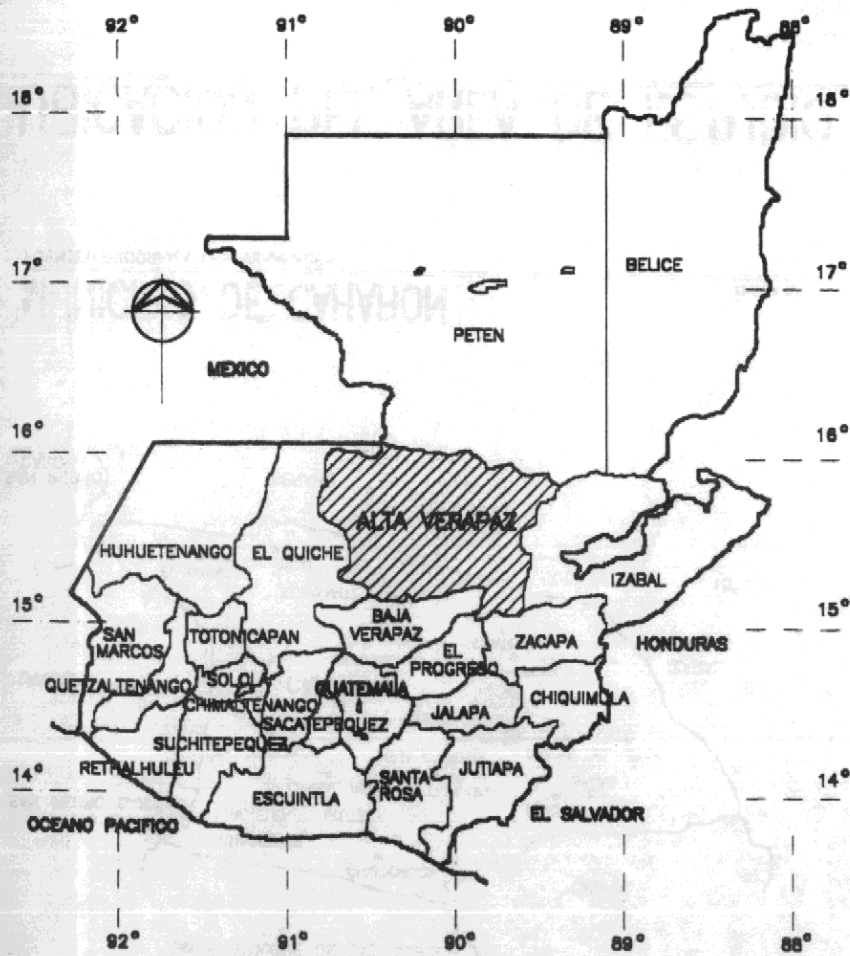 92° 91° 90° 89° 88°
18° 18°
BELICE
17° 17°
PETEN
MEXICO
16° 16°
ALTA VERAPAZ
HUHUETENANGO EL QUICHE
IZABAL
15° 15°
BAJA
VERAPAZ
SAN
MARCOS
TOTONICAPAN
ZACAPA
HONDURAS
EL
PROGRESO
QUETZALTENANGO
SOLOLA
GUATEMALA
CHIQUIMULA
CHIMALTENANGO
JALAPA
SACATEPEQUEZ
SUCHITEPEQUEZ
RETHALHULEU
14° 14°
SANTA
ROSA
JUTIAPA
ESCUINTLA
EL SALVADOR
OCEANO PACIFICO
92° 91° 90° 89° 88°